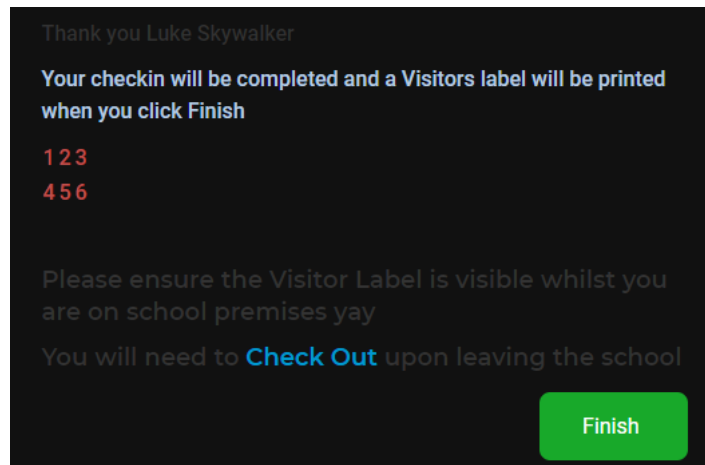 Thank you Luke Skywalker
Your checkin will be completed and a Visitors label will be printed
when you click Finish
1 2 3
4 5 6
Please ensure the Visitor Label is visible whilst you
are on school premises yay
You will need to Check Out upon leaving the school
Finish